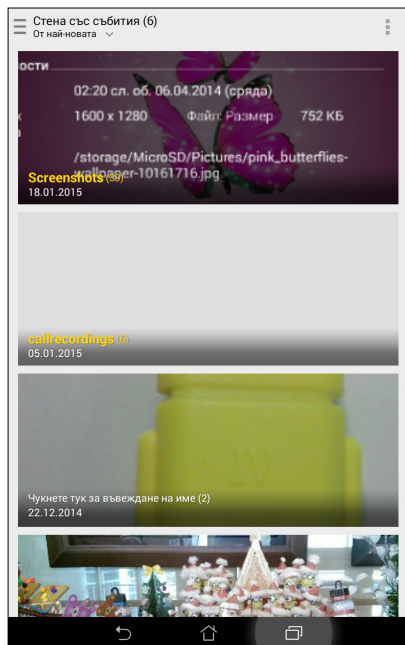 Стена със събития (6)
От най-новата
ости
02:20 сл. об. 06.04.2014 (сряда)
1600 x 1280 Файл: Размер 752 КБ
/storage/MicroSD/Pictures/pink_butterflies-
wallpaper-10161716.jpg
Screenshots
18.01.2015
callrecordings (6)
05.01.2015
Чукнете тук за въвеждане на име (2)
22.12.2014